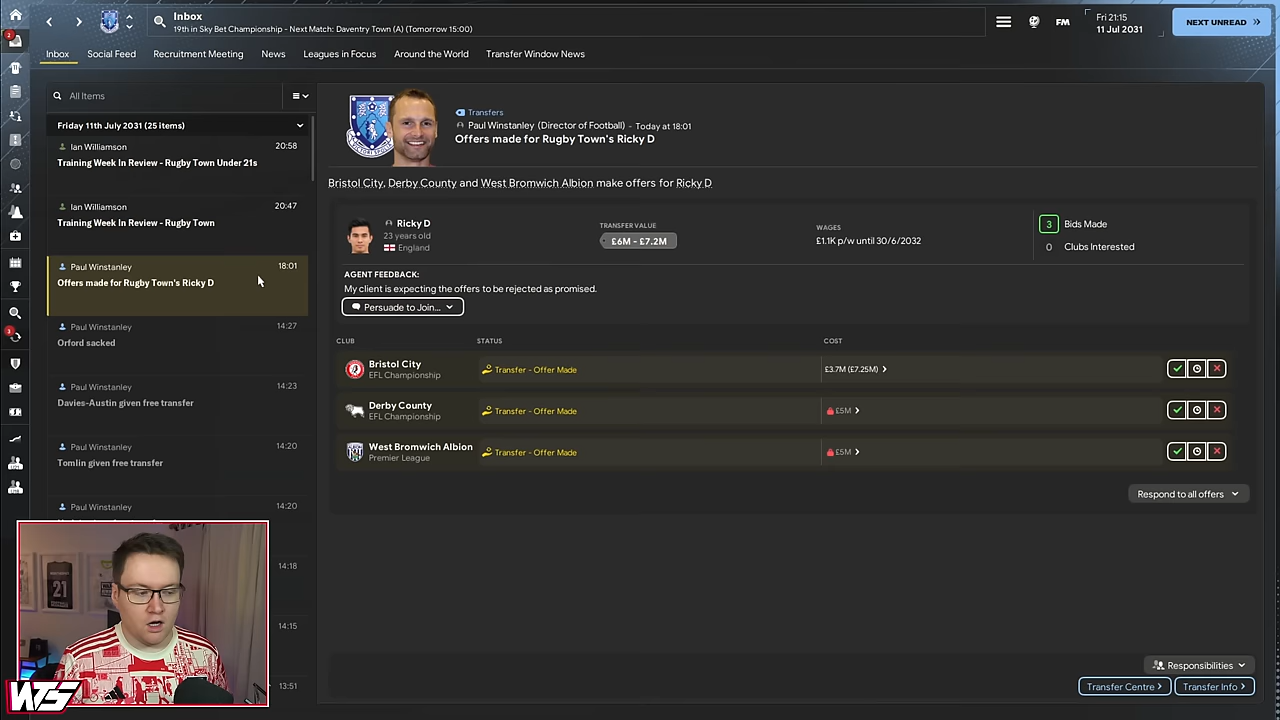 Inbox
19th in Sky Bet Championship - Next Match: Daventry Town (A) (Tomorrow 15:00)
FM
Fri 21:15
11 Jul 2031
NEXT UNREAD
2
Inbox
Social Feed
Recruitment Meeting
News
Leagues in Focus
Around the World
Transfer Window News
All Items
Friday 11th July 2031 (25 items)
Ian Williamson
20:58
Training Week In Review - Rugby Town Under 21s
Ian Williamson
20:47
Training Week In Review - Rugby Town
Paul Winstanley
18:01
Offers made for Rugby Town's Ricky D
Paul Winstanley
14:27
Orford sacked
Paul Winstanley
14:23
Davies-Austin given free transfer
Paul Winstanley
14:20
Tomlin given free transfer
Paul Winstanley
14:20
14:18
14:15
13:51
3
Transfers
Paul Winstanley (Director of Football) - Today at 18:01
Offers made for Rugby Town's Ricky D
Bristol City, Derby County and West Bromwich Albion make offers for Ricky D
Ricky D
23 years old
England
TRANSFER VALUE
£6M - £7.2M
WAGES
£1.1K p/w until 30/6/2032
3 Bids Made
0 Clubs Interested
AGENT FEEDBACK:
My client is expecting the offers to be rejected as promised.
Persuade to Join...
CLUB
STATUS
COST
Bristol City
EFL Championship
Transfer - Offer Made
£3.7M (£7.25M)
Derby County
EFL Championship
Transfer - Offer Made
£5M
West Bromwich Albion
Premier League
Transfer - Offer Made
£5M
Respond to all offers
Responsibilities
Transfer Centre
Transfer Info
21
WTS